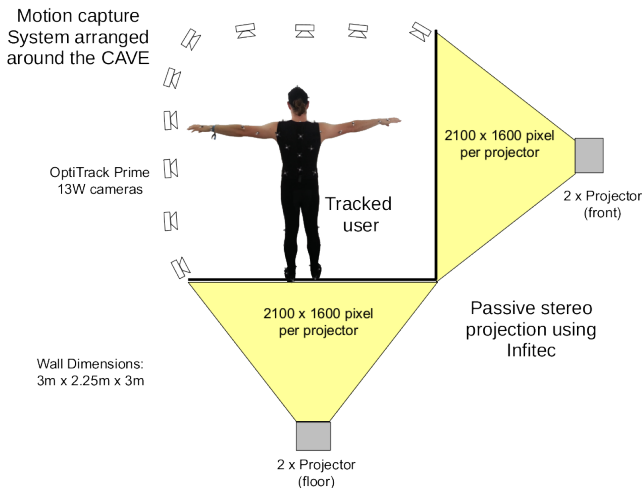 Motion capture
System arranged
around the CAVE
2100 x 1600 pixel
per projector
OptiTrack Prime
13W cameras
2 x Projector
(front)
Tracked
user
2100 x 1600 pixel
per projector
Passive stereo
projection using
Infitec
Wall Dimensions:
3m x 2.25m x 3m
2 x Projector
(floor)